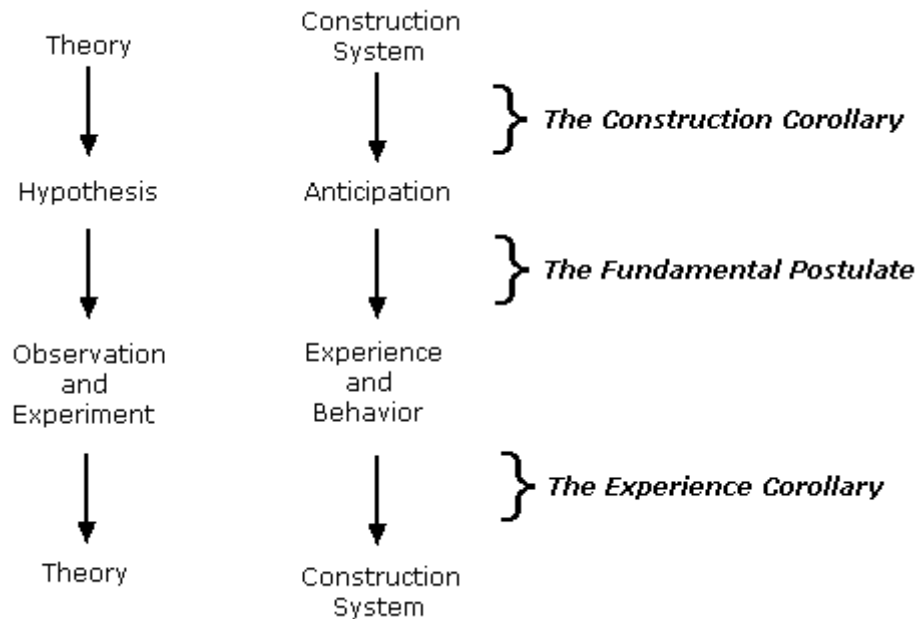 Theory
Construction
System
The Construction Corollary
Hypothesis
Anticipation
The Fundamental Postulate
Observation
and
Experiment
Experience
and
Behavior
The Experience Corollary
Theory
Construction
System